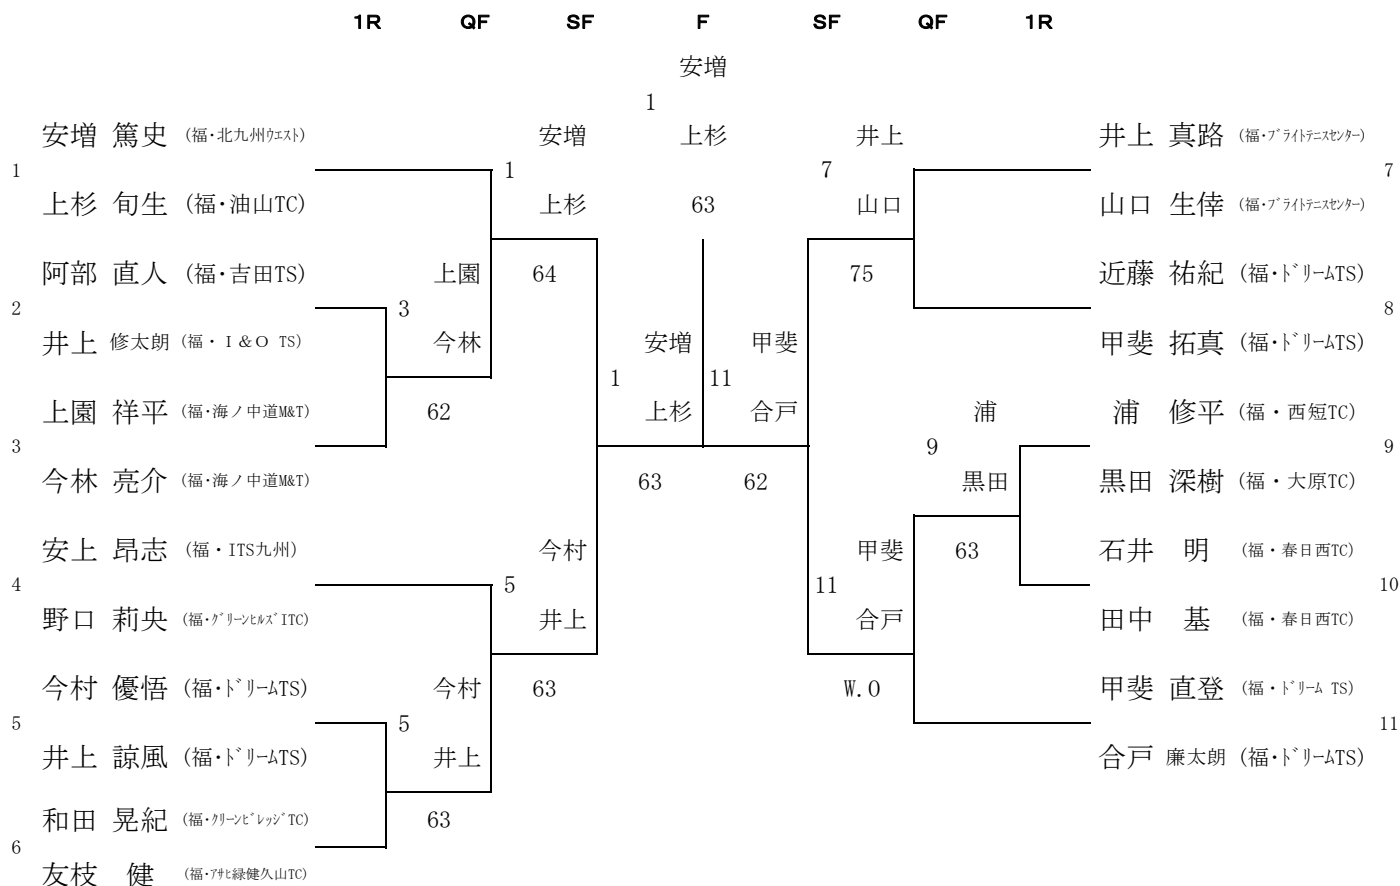 1R QF SF F SF QF 1R
安増
1
安増 篤史 (福・北九州ウエスト) 安増 上杉 井上 井上 真路 (福・ブライトテニスセンター)
1 1 7 7
上杉 旬生 (福・油山TC) 上杉 63 山口 山口 生倖 (福・ブライトテニスセンター)
阿部 直人 (福・吉田TS) 上園 64 75 近藤 祐紀 (福・ドリームTS)
2 3 8
井上 修太朗 (福・I&O TS) 今林 安増 甲斐 甲斐 拓真 (福・ドリームTS)
1 11
上園 祥平 (福・海ノ中道M&T) 62 上杉 合戸 浦 浦 修平 (福・西短TC)
3 9 9
今林 亮介 (福・海ノ中道M&T) 63 62 黒田 黒田 深樹 (福・大原TC)
安上 昂志 (福・ITS九州) 今村 甲斐 63 石井 明 (福・春日西TC)
4 5 11 10
野口 莉央 (福・グリーンヒルズITC) 井上 合戸 田中 基 (福・春日西TC)
今村 優悟 (福・ドリームTS) 今村 63 W.O 甲斐 直登 (福・ドリーム TS)
5 5 11
井上 諒風 (福・ドリームTS) 井上 合戸 廉太朗 (福・ドリームTS)
和田 晃紀 (福・クリーンビレッジTC) 63
6
友枝 健 (福・アサヒ緑健久山TC)